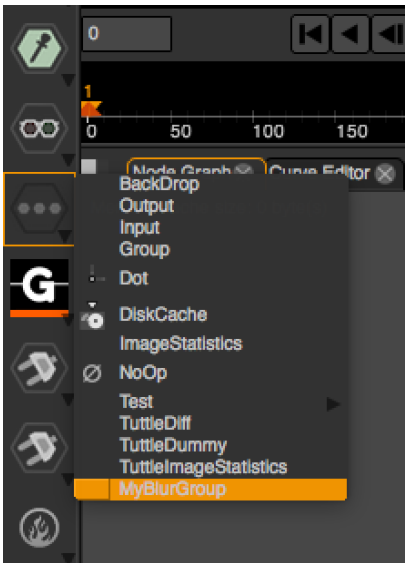 0
1
0 50 100 150
Node Graph Curve Editor
BackDrop
Output
Input
Group
G
Dot
DiskCache
ImageStatistics
NoOp
Test
TuttleDiff
TuttleDummy
TuttleImageStatistics
MyBlurGroup